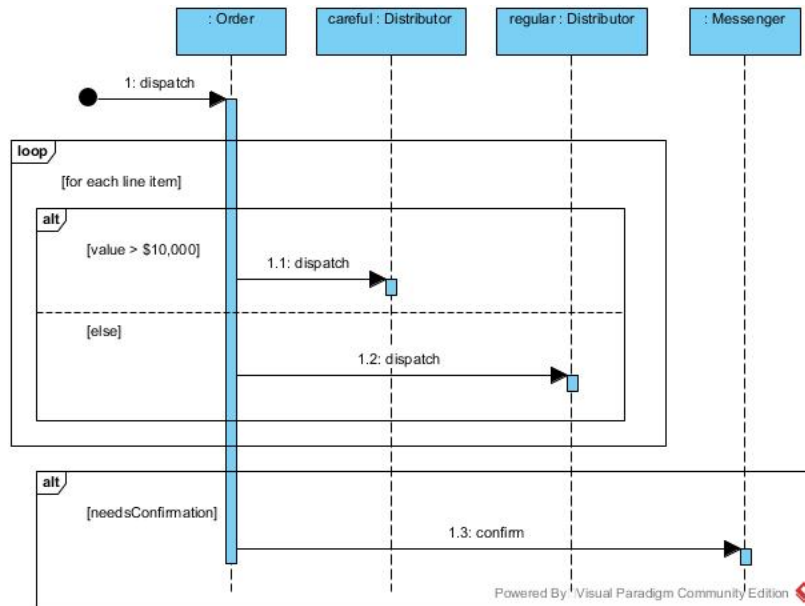 : Order
careful : Distributor
regular : Distributor
: Messenger
1: dispatch
loop
[for each line item]
alt
[value > $10,000]
1.1: dispatch
[else]
1.2: dispatch
alt
[needsConfirmation]
1.3: confirm
Powered By Visual Paradigm Community Edition